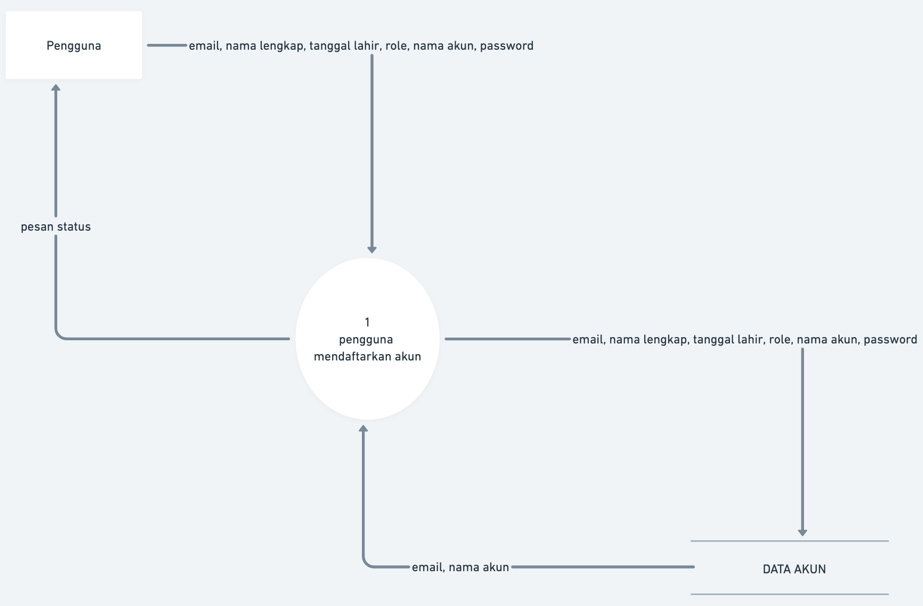 Pengguna
email, nama lengkap, tanggal lahir, role, nama akun, password
pesan status
1
pengguna
mendaftarkan akun
email, nama lengkap, tanggal lahir, role, nama akun, password
email, nama akun
DATA AKUN